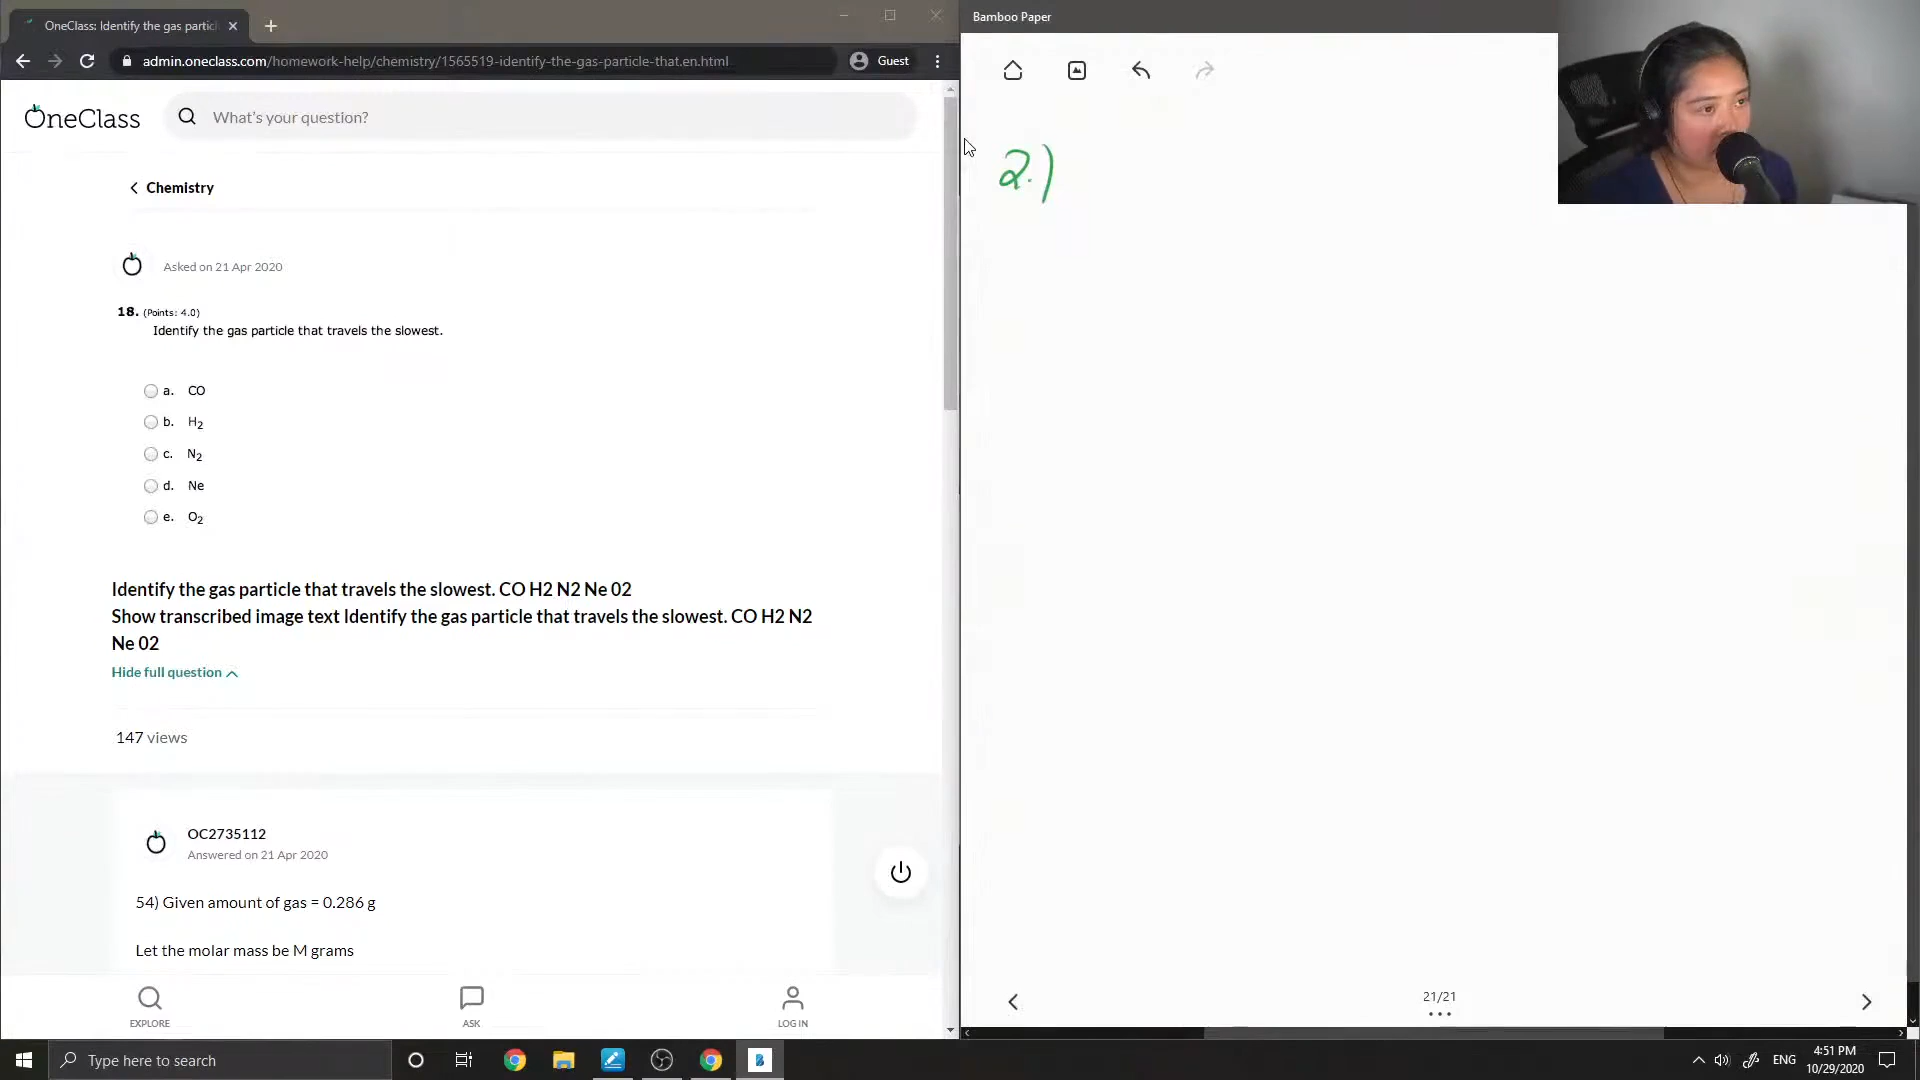 OneClass: Identify the gas partic
Bamboo Paper
admin.oneclass.com/homework-help/chemistry/1565519-identify-the-gas-particle-that.en.html
Guest
OneClass
What's your question?
2.)
Chemistry
Asked on 21 Apr 2020
18. (Points: 4.0)
Identify the gas particle that travels the slowest.
a. CO
b. H2
c. N2
d. Ne
e. O2
Identify the gas particle that travels the slowest. CO H2 N2 Ne 02
Show transcribed image text Identify the gas particle that travels the slowest. CO H2 N2
Ne 02
Hide full question
147 views
OC2735112
Answered on 21 Apr 2020
54) Given amount of gas = 0.286 g
Let the molar mass be M grams
EXPLORE
ASK
LOG IN
21/21
Type here to search
ENG
4:51 PM
10/29/2020